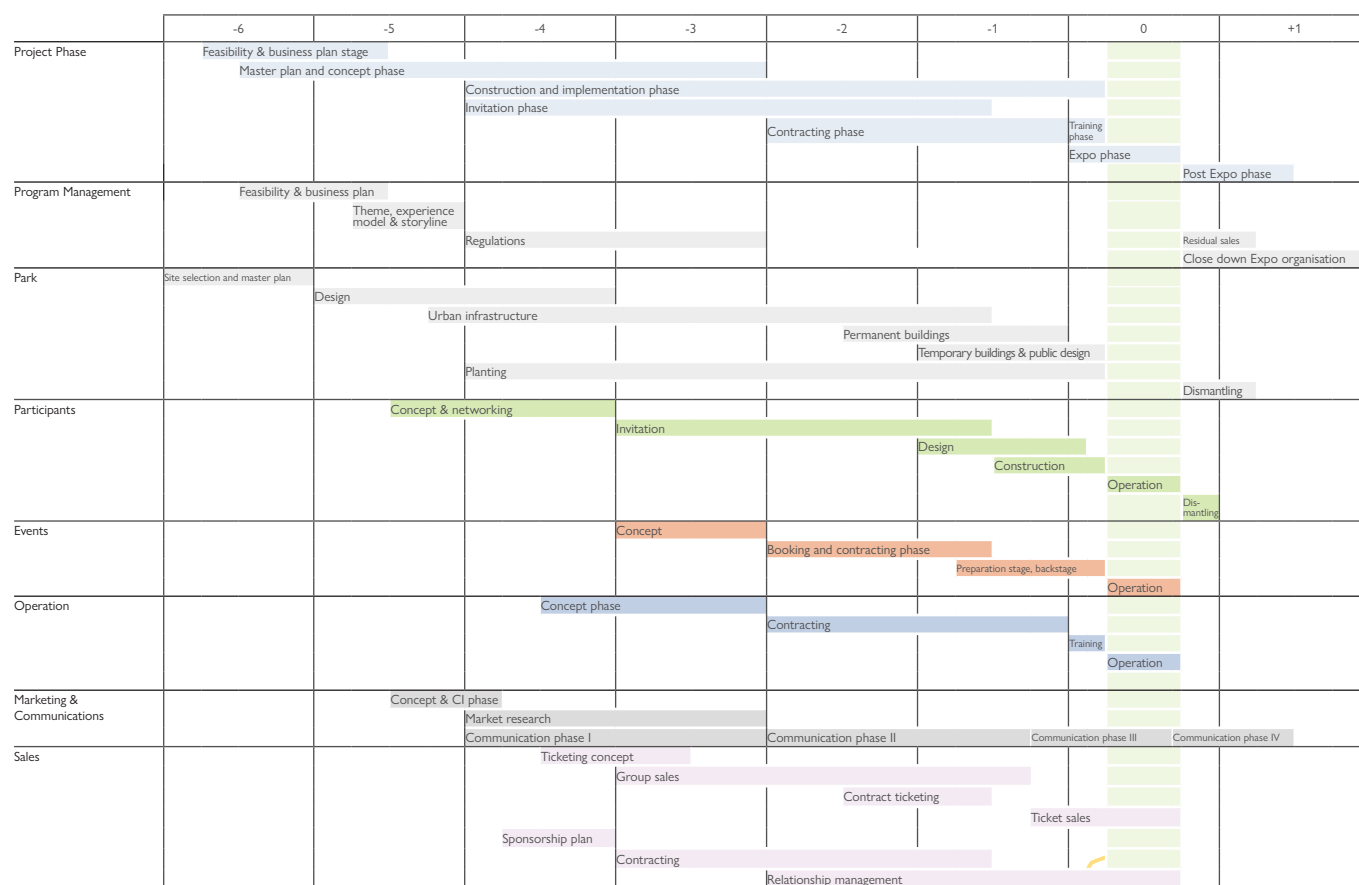 -6 -5 -4 -3 -2 -1 0 +1
Project Phase
Feasibility & business plan stage
Master plan and concept phase
Construction and implementation phase
Invitation phase
Contracting phase
Training
phase
Expo phase
Post Expo phase
Program Management
Feasibility & business plan
Theme, experience
model & storyline
Regulations
Residual sales
Close down Expo organisation
Park
Site selection and master plan
Design
Urban infrastructure
Permanent buildings
Temporary buildings & public design
Planting
Dismantling
Participants
Concept & networking
Invitation
Design
Construction
Operation
Dis-
mantling
Events
Concept
Booking and contracting phase
Preparation stage, backstage
Operation
Operation
Concept phase
Contracting
Training
Operation
Marketing &
Communications
Concept & CI phase
Market research
Communication phase I
Communication phase II
Communication phase III
Communication phase IV
Sales
Ticketing concept
Group sales
Contract ticketing
Ticket sales
Sponsorship plan
Contracting
Relationship management